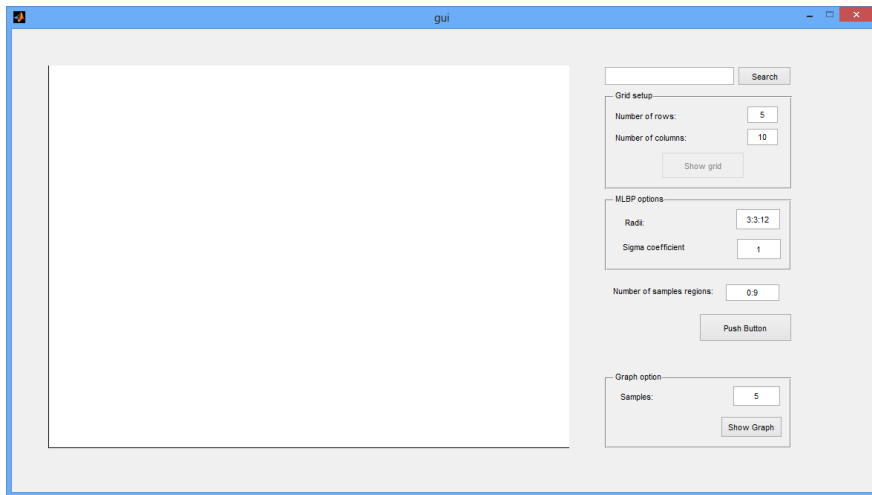 gui
Search
Grid setup
Number of rows: 5
Number of columns: 10
Show grid
MLBP options
Radii: 3:3:12
Sigma coefficient 1
Number of samples regions: 0:9
Push Button
Graph option
Samples: 5
Show Graph